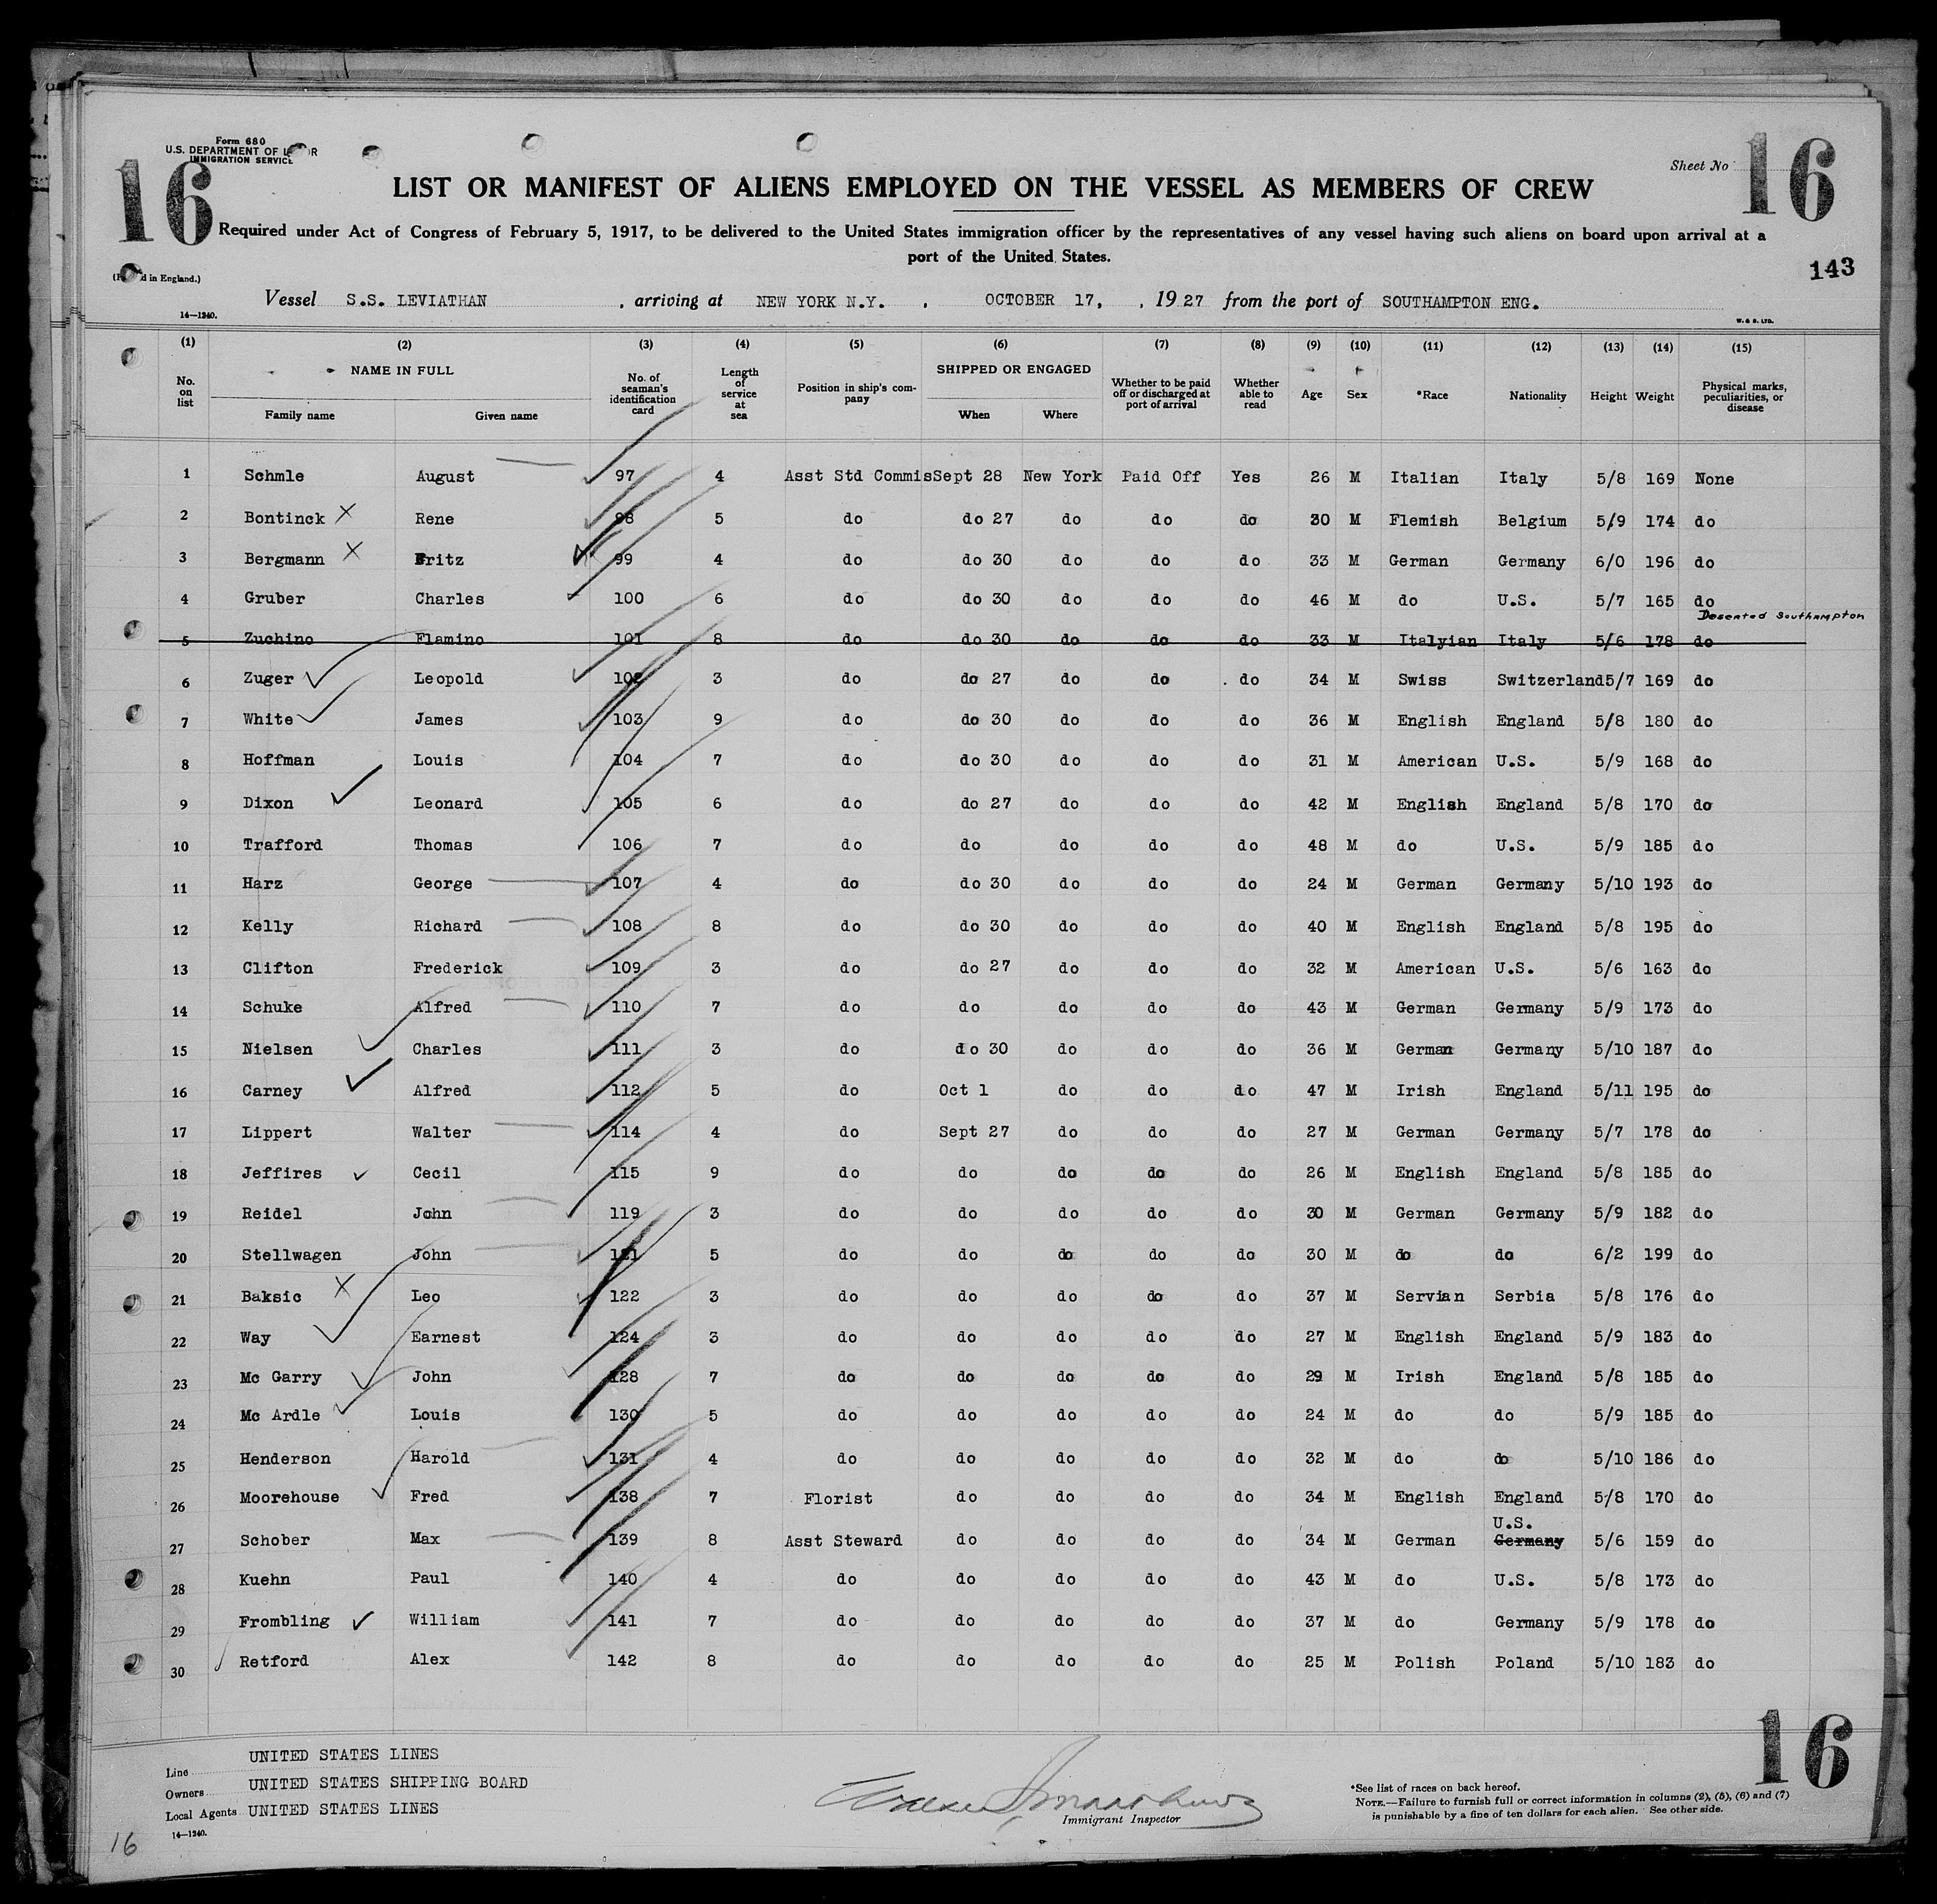 Form 680
U.S. DEPARTMENT OF
IMMIGRATION SERVICE
16
Sheet No
16
LIST OR MANIFEST OF ALIENS EMPLOYED ON THE VESSEL AS MEMBERS OF CREW
Required under Act of Congress of February 5, 1917, to be delivered to the United States immigration officer by the representatives of any vessel having such aliens on board upon arrival at a
port of the United States.
143
d in England.)
Vessel S.S. LEVIATHAN , arriving at NEW YORK N.Y. , OCTOBER 17, , 19 27 from the port of SOUTHAMPTON ENG.
14—1240.
W. & S. LTD.
(1) (2) (3) (4) (5) (6) (7) (8) (9) (10) (11) (12) (13) (14) (15)
No. on list NAME IN FULL Family name Given name No. of seaman's identification card Length of service at sea Position in ship's company SHIPPED OR ENGAGED When Where Whether to be paid off or discharged at port of arrival Whether able to read Age Sex *Race Nationality Height Weight Physical marks, peculiarities, or disease
1 Schmle August 97 4 Asst Std Commis Sept 28 New York Paid Off Yes 26 M Italian Italy 5/8 169 None
2 Bontinck X Rene 98 5 do do 27 do do do 30 M Flemish Belgium 5/9 174 do
3 Bergmann X Fritz 99 4 do do 30 do do do 33 M German Germany 6/0 196 do
4 Gruber Charles 100 6 do do 30 do do do 46 M do U.S. 5/7 165 do
Deserted Southampton
5 Zuchino Flamino 101 8 do do 30 do do do 33 M Italyian Italy 5/6 178 do
6 Zuger Leopold 102 3 do do 27 do do do 34 M Swiss Switzerland 5/7 169 do
7 White James 103 9 do do 30 do do do 36 M English England 5/8 180 do
8 Hoffman Louis 104 7 do do 30 do do do 31 M American U.S. 5/9 168 do
9 Dixon Leonard 105 6 do do 27 do do do 42 M English England 5/8 170 do
10 Trafford Thomas 106 7 do do do do do 48 M do U.S. 5/9 185 do
11 Harz George 107 4 do do 30 do do do 24 M German Germany 5/10 193 do
12 Kelly Richard 108 8 do do 30 do do do 40 M English England 5/8 195 do
13 Clifton Frederick 109 3 do do 27 do do do 32 M American U.S. 5/6 163 do
14 Schuke Alfred 110 7 do do do do do 43 M German Germany 5/9 173 do
15 Nielsen Charles 111 3 do do 30 do do do 36 M German Germany 5/10 187 do
16 Carney Alfred 112 5 do Oct 1 do do do 47 M Irish England 5/11 195 do
17 Lippert Walter 114 4 do Sept 27 do do do 27 M German Germany 5/7 178 do
18 Jeffires Cecil 115 9 do do do do do 26 M English England 5/8 185 do
19 Reidel John 119 3 do do do do do 30 M German Germany 5/9 182 do
20 Stellwagen John 121 5 do do do do do 30 M do do 6/2 199 do
21 Baksic X Leo 122 3 do do do do do 37 M Servian Serbia 5/8 176 do
22 Way Earnest 124 3 do do do do do 27 M English England 5/9 183 do
23 Mc Garry John 128 7 do do do do do 29 M Irish England 5/8 185 do
24 Mc Ardle Louis 130 5 do do do do do 24 M do do 5/9 185 do
25 Henderson Harold 131 4 do do do do do 32 M do do 5/10 186 do
26 Moorehouse Fred 138 7 Florist do do do do 34 M English England 5/8 170 do
U.S.
27 Schober Max 139 8 Asst Steward do do do do 34 M German Germany 5/6 159 do
28 Kuehn Paul 140 4 do do do do do 43 M do U.S. 5/8 173 do
29 Frombling William 141 7 do do do do do 37 M do Germany 5/9 178 do
30 Retford Alex 142 8 do do do do do 25 M Polish Poland 5/10 183 do
Line UNITED STATES LINES
Owners UNITED STATES SHIPPING BOARD
Local Agents UNITED STATES LINES
14—1240.
Immigrant Inspector
*See list of races on back hereof.
NOTE.—Failure to furnish full or correct information in columns (2), (5), (6) and (7)
is punishable by a fine of ten dollars for each alien. See other side.
16
16